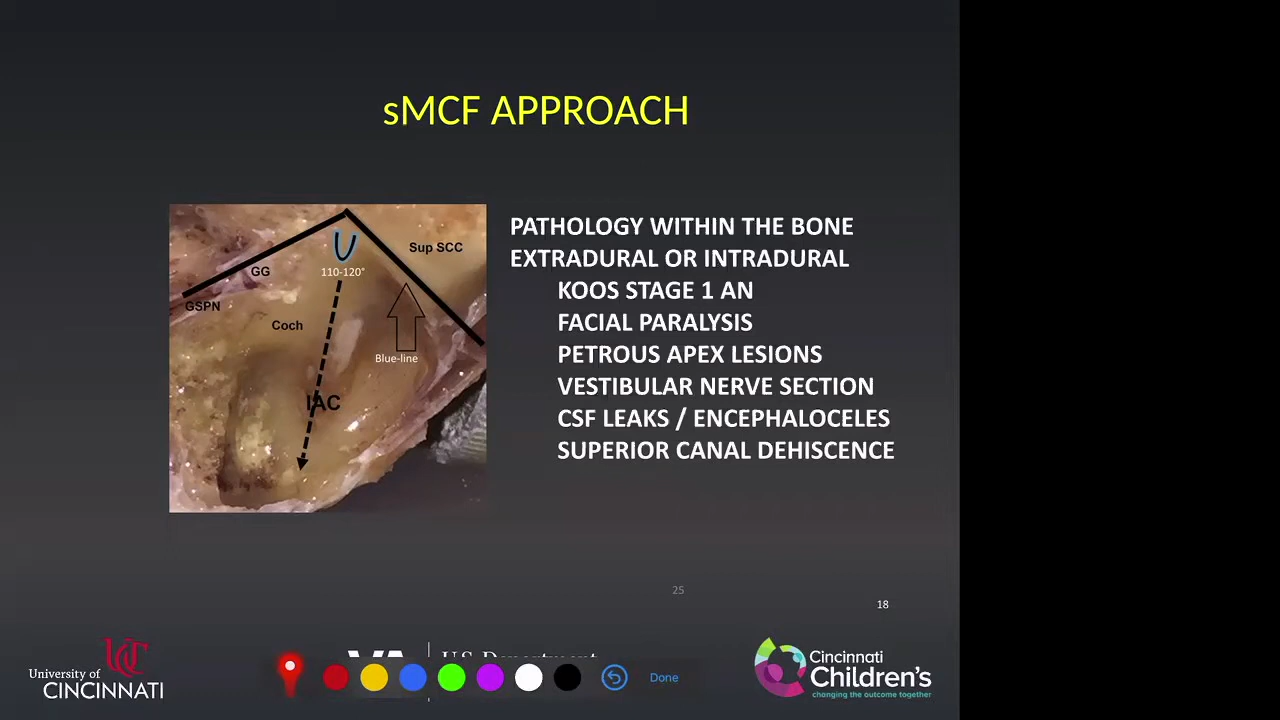 sMCF APPROACH
Sup SCC
GG
110-120°
GSPN
Coch
Blue-line
IAC
PATHOLOGY WITHIN THE BONE
EXTRADURAL OR INTRADURAL
KOOS STAGE 1 AN
FACIAL PARALYSIS
PETROUS APEX LESIONS
VESTIBULAR NERVE SECTION
CSF LEAKS / ENCEPHALOCELES
SUPERIOR CANAL DEHISCENCE
25
18
University of
CINCINNATI
VA
U.S. Department
Done
Cincinnati
Children's
changing the outcome together